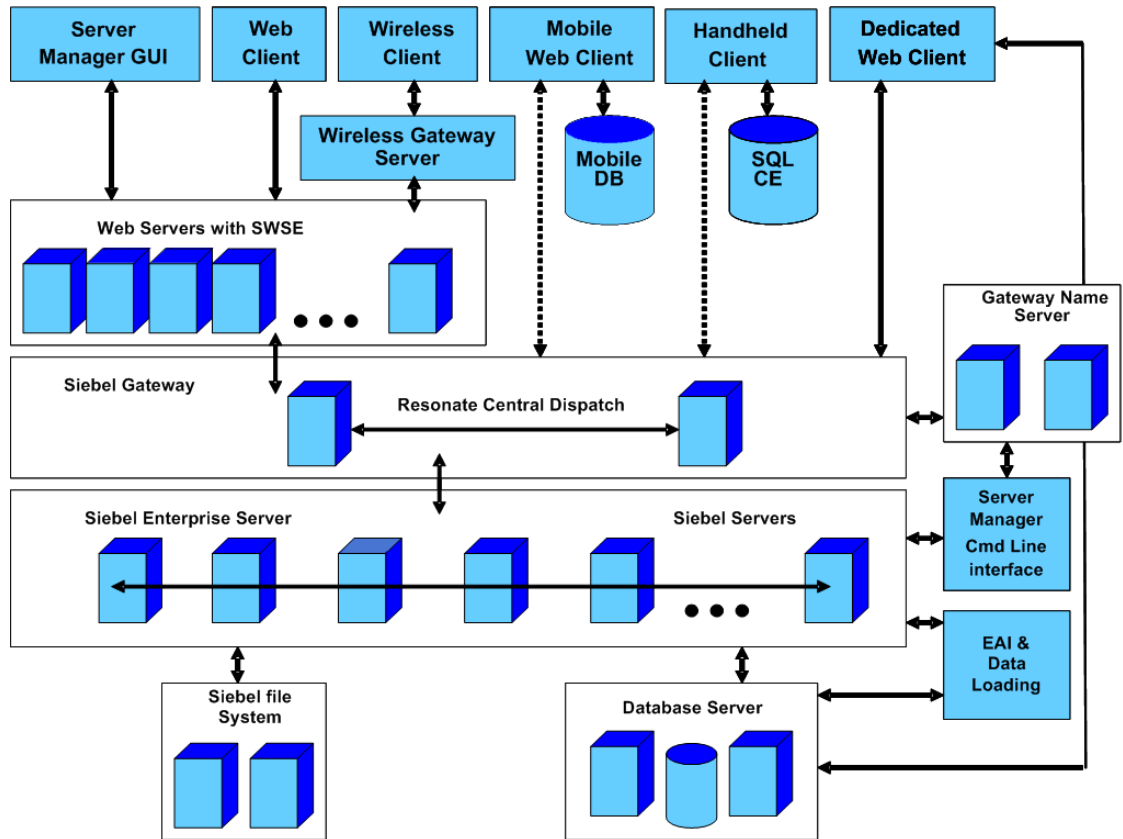 Server
Manager GUI
Web
Client
Wireless
Client
Mobile
Web Client
Handheld
Client
Dedicated
Web Client
Wireless Gateway
Server
Mobile
DB
SQL
CE
Web Servers with SWSE
Gateway Name
Server
Siebel Gateway
Resonate Central Dispatch
Siebel Enterprise Server
Siebel Servers
Server
Manager
Cmd Line
interface
EAI &
Data
Loading
Siebel file
System
Database Server